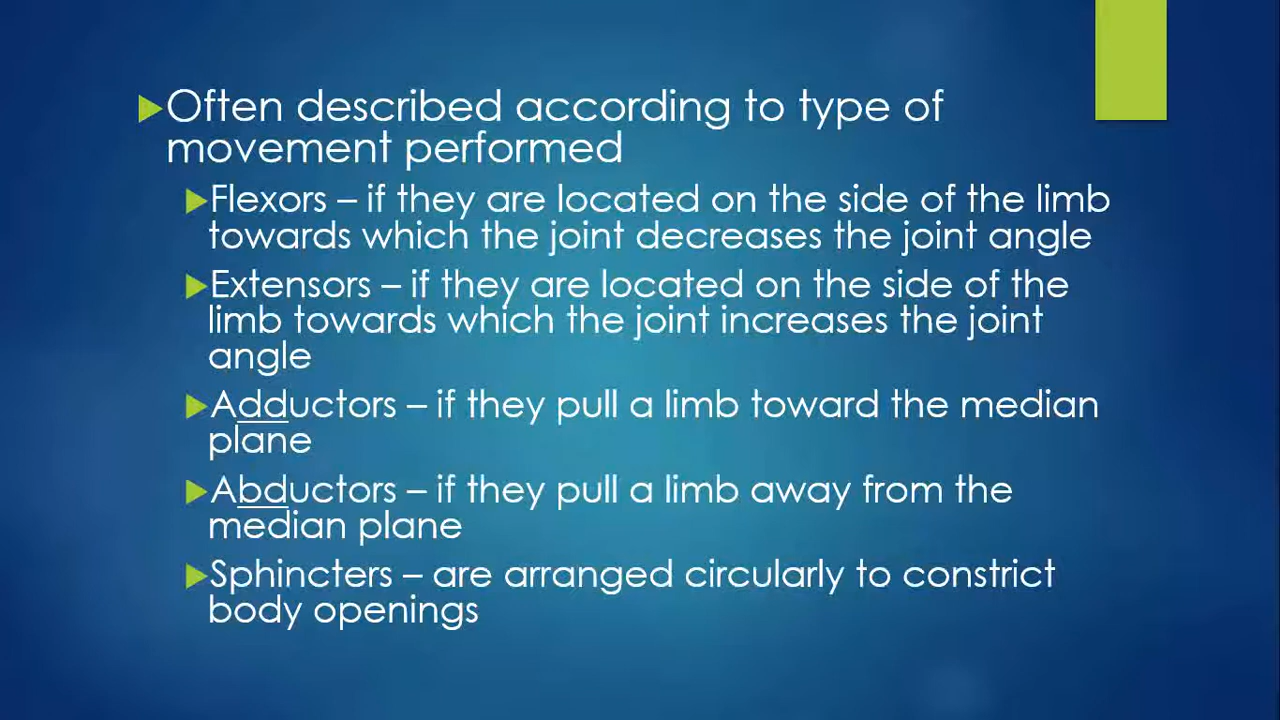 Often described according to type of
movement performed
Flexors – if they are located on the side of the limb
towards which the joint decreases the joint angle
Extensors – if they are located on the side of the
limb towards which the joint increases the joint
angle
Adductors – if they pull a limb toward the median
plane
Abductors – if they pull a limb away from the
median plane
Sphincters – are arranged circularly to constrict
body openings